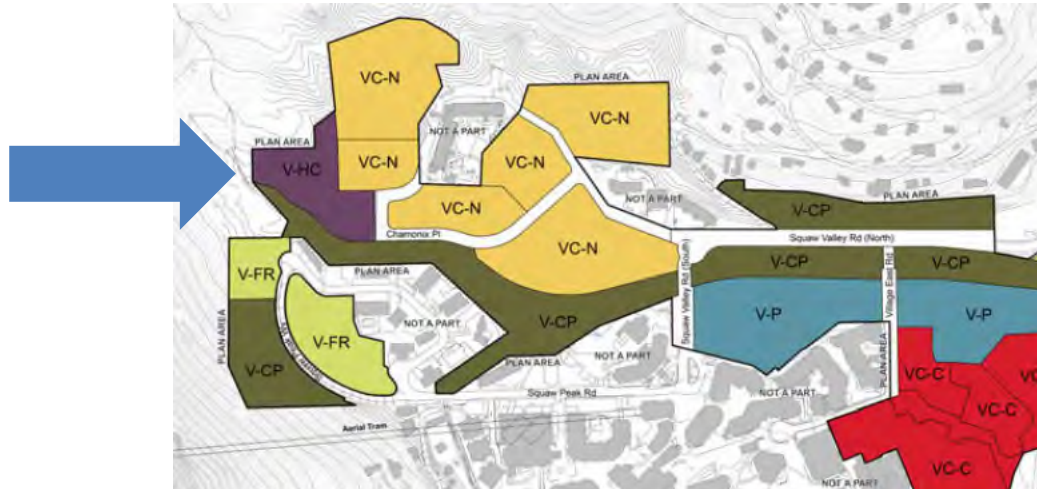 VC-N
PLAN AREA
VC-N
NOT A PART
PLAN AREA
V-HC
VC-N
VC-N
VC-N
NOT A PART
PLAN AREA
V-CP
Chamonix Pl
VC-N
Squaw Valley Rd (North)
V-FR
PLAN AREA
V-CP
V-CP
Squaw Valley Rd (South)
Village East Rd
NOT A PART
V-CP
V-P
V-P
V-FR
PLAN AREA
V-CP
PLAN AREA
NOT A PART
PLAN AREA
VC-C
VC
NOT A PART
Squaw Peak Rd
VC-C
Aerial Tram
VC-C
NOT A PART